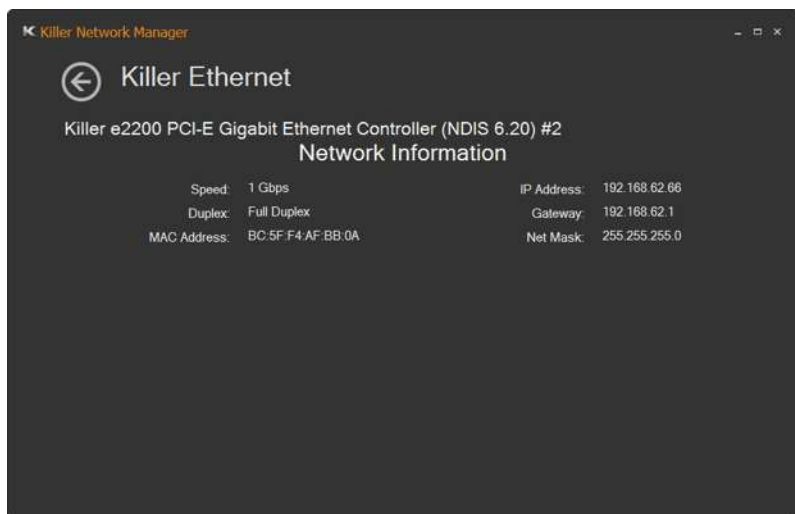 Killer Network Manager
Killer Ethernet
Killer e2200 PCI-E Gigabit Ethernet Controller (NDIS 6.20) #2
Network Information
Speed: 1 Gbps IP Address: 192.168.62.66
Duplex: Full Duplex Gateway: 192.168.62.1
MAC Address: BC:5F:F4:AF:BB:0A Net Mask: 255.255.255.0